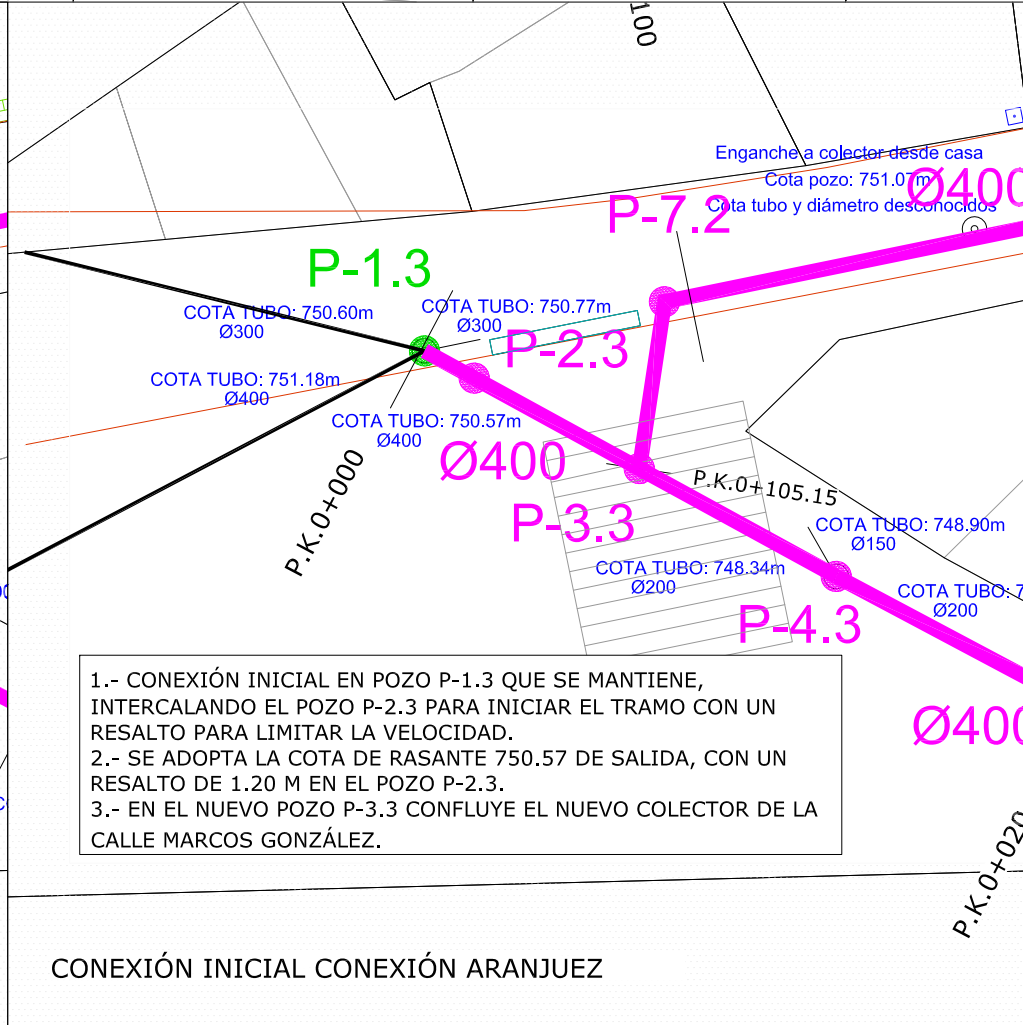 100
Enganche a colector desde casa
Cota pozo: 751.07m
Cota tubo y diámetro desconocidos
Ø400
P-7.2
P-1.3
COTA TUBO: 750.60m
Ø300
COTA TUBO: 750.77m
Ø300
P-2.3
COTA TUBO: 751.18m
Ø400
COTA TUBO: 750.57m
Ø400
Ø400
P.K.0+000
P.K.0+105.15
P-3.3
COTA TUBO: 748.90m
Ø150
COTA TUBO: 748.34m
Ø200
COTA TUBO: 7
Ø200
P-4.3
Ø400
1.- CONEXIÓN INICIAL EN POZO P-1.3 QUE SE MANTIENE,
INTERCALANDO EL POZO P-2.3 PARA INICIAR EL TRAMO CON UN
RESALTO PARA LIMITAR LA VELOCIDAD.
2.- SE ADOPTA LA COTA DE RASANTE 750.57 DE SALIDA, CON UN
RESALTO DE 1.20 M EN EL POZO P-2.3.
3.- EN EL NUEVO POZO P-3.3 CONFLUYE EL NUEVO COLECTOR DE LA
CALLE MARCOS GONZÁLEZ.
P.K.0+020
CONEXIÓN INICIAL CONEXIÓN ARANJUEZ